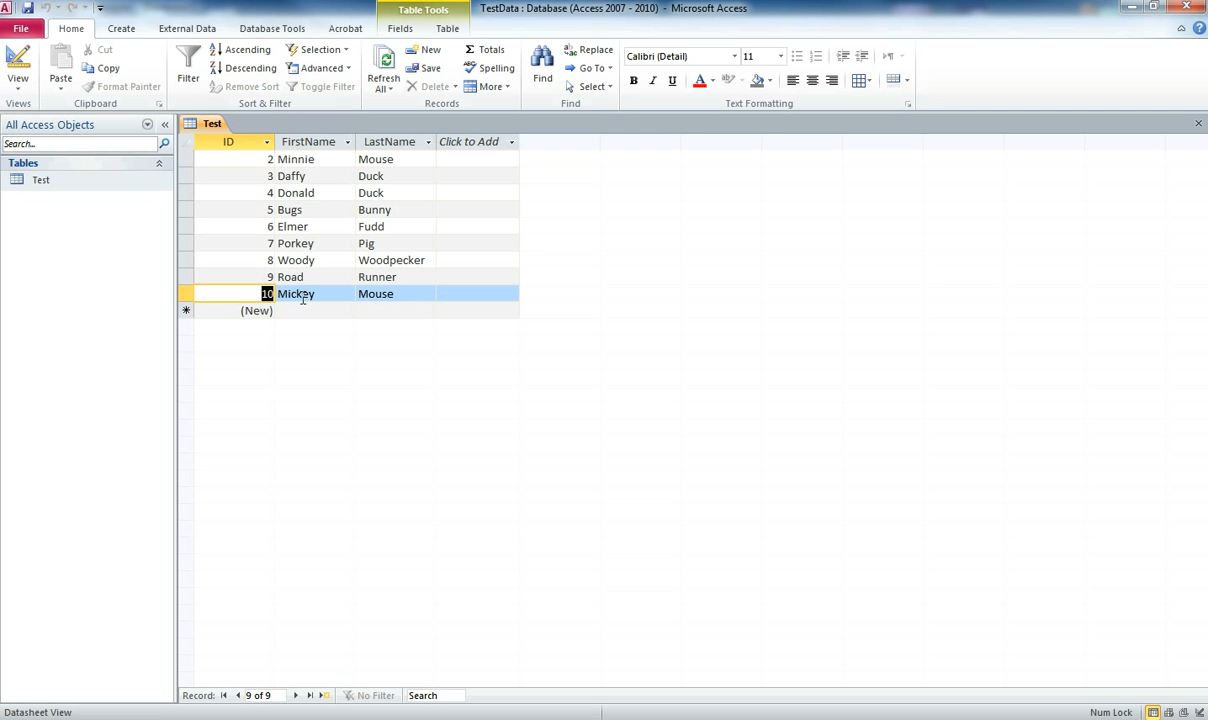 Table Tools TestData : Database (Access 2007 - 2010) - Microsoft Access
File Home Create External Data Database Tools Acrobat Fields Table
View
Views
Paste
Cut
Copy
Format Painter
Clipboard
Filter
Ascending
Descending
Remove Sort
Selection
Advanced
Toggle Filter
Sort & Filter
Refresh
All
New
Save
Delete
Totals
Spelling
More
Records
Find
Replace
Go To
Select
Find
Calibri (Detail) 11
B I U A
Text Formatting
All Access Objects
Search...
Tables
Test
Test
ID FirstName LastName Click to Add
2 Minnie Mouse
3 Daffy Duck
4 Donald Duck
5 Bugs Bunny
6 Elmer Fudd
7 Porkey Pig
8 Woody Woodpecker
9 Road Runner
10 Mickey Mouse
(New)
Record: 9 of 9 No Filter Search
Datasheet View Num Lock